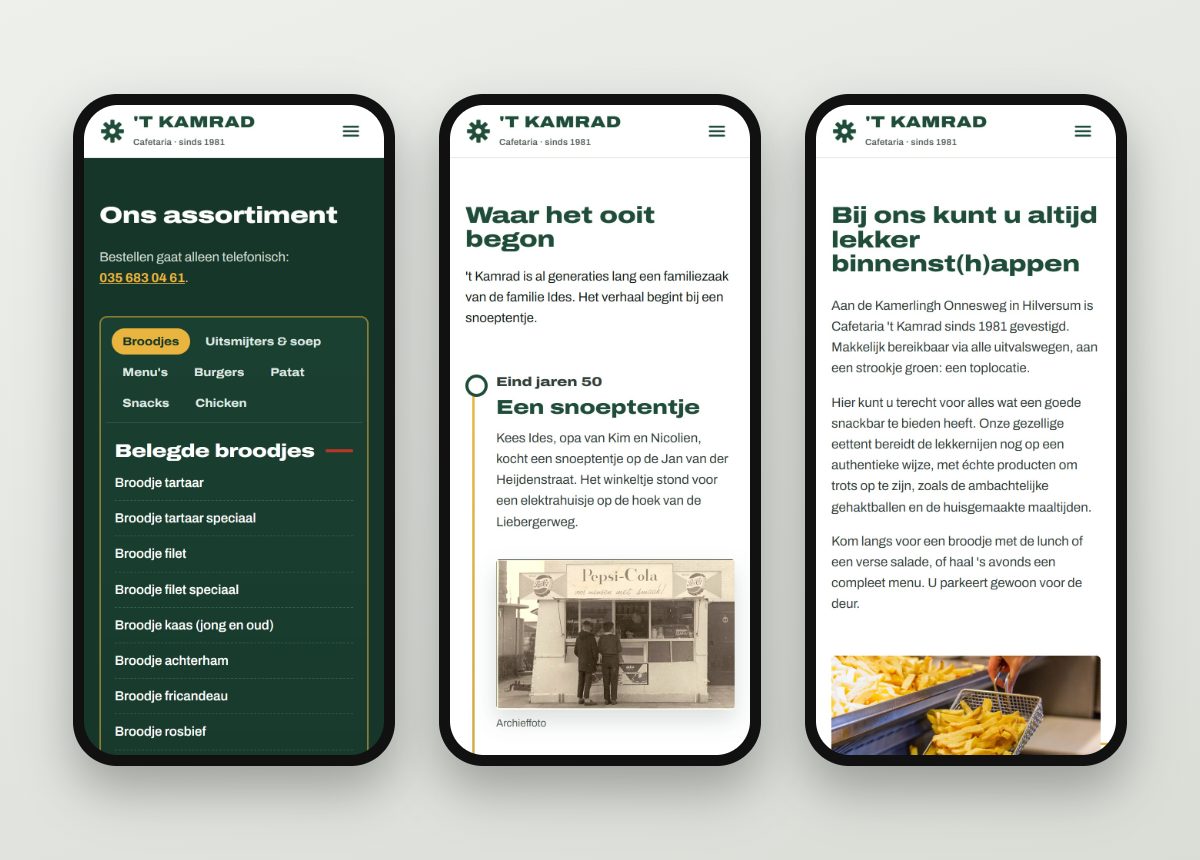 'T KAMRAD
Cafetaria · sinds 1981
Ons assortiment
Bestellen gaat alleen telefonisch:
035 683 04 61.
Broodjes
Uitsmijters & soep
Menu's
Burgers
Patat
Snacks
Chicken
Belegde broodjes
Broodje tartaar
Broodje tartaar speciaal
Broodje filet
Broodje filet speciaal
Broodje kaas (jong en oud)
Broodje achterham
Broodje fricandeau
Broodje rosbief
'T KAMRAD
Cafetaria · sinds 1981
Waar het ooit
begon
't Kamrad is al generaties lang een familiezaak
van de familie Ides. Het verhaal begint bij een
snoeptentje.
Eind jaren 50
Een snoeptentje
Kees Ides, opa van Kim en Nicolien,
kocht een snoeptentje op de Jan van der
Heijdenstraat. Het winkeltje stond voor
een elektrahuisje op de hoek van de
Liebergerweg.
Pepsi-Cola
Archieffoto
'T KAMRAD
Cafetaria · sinds 1981
Bij ons kunt u altijd
lekker
binnenst(h)appen
Aan de Kamerlingh Onnesweg in Hilversum is
Cafetaria 't Kamrad sinds 1981 gevestigd.
Makkelijk bereikbaar via alle uitvalswegen, aan
een strookje groen: een toplocatie.
Hier kunt u terecht voor alles wat een goede
snackbar te bieden heeft. Onze gezellige
eettent bereidt de lekkernijen nog op een
authentieke wijze, met échte producten om
trots op te zijn, zoals de ambachtelijke
gehaktballen en de huisgemaakte maaltijden.
Kom langs voor een broodje met de lunch of
een verse salade, of haal 's avonds een
compleet menu. U parkeert gewoon voor de
deur.